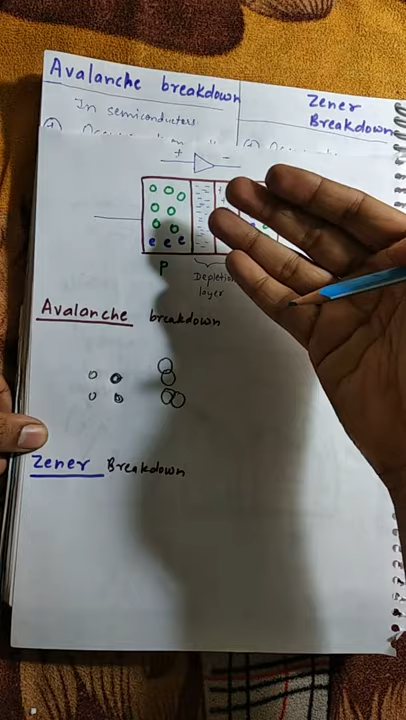 Avalanche breakdown
Zener
Breakdown
In semiconductors
+ -
e e e
P
Depletion
layer
Avalanche breakdown
Zener Breakdown